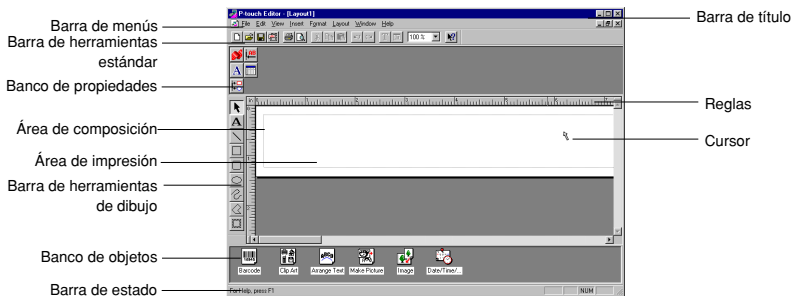 P-touch Editor - [Layout1]
Barra de título
Barra de menús
File Edit View Insert Format Layout Window Help
Barra de herramientas
estándar
100 %
Banco de propiedades
Reglas
Área de composición
Cursor
Área de impresión
Barra de herramientas
de dibujo
Banco de objetos
Barcode Clip Art Arrange Text Make Picture Image Date/Time/...
Barra de estado
For Help, press F1
NUM